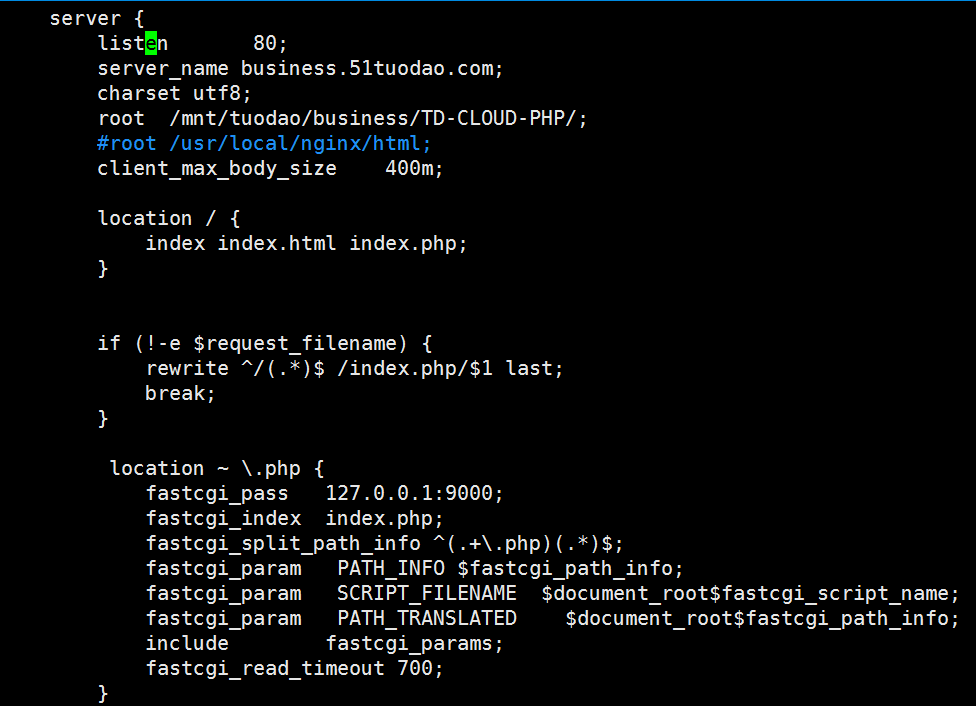 server {
listen       80;
server_name business.51tuodao.com;
charset utf8;
root  /mnt/tuodao/business/TD-CLOUD-PHP/;
#root /usr/local/nginx/html;
client_max_body_size    400m;
location / {
index index.html index.php;
}
if (!-e $request_filename) {
rewrite ^/(.*)$ /index.php/$1 last;
break;
}
location ~ \.php {
fastcgi_pass   127.0.0.1:9000;
fastcgi_index  index.php;
fastcgi_split_path_info ^(.+\.php)(.*)$;
fastcgi_param   PATH_INFO $fastcgi_path_info;
fastcgi_param   SCRIPT_FILENAME  $document_root$fastcgi_script_name;
fastcgi_param   PATH_TRANSLATED    $document_root$fastcgi_path_info;
include        fastcgi_params;
fastcgi_read_timeout 700;
}